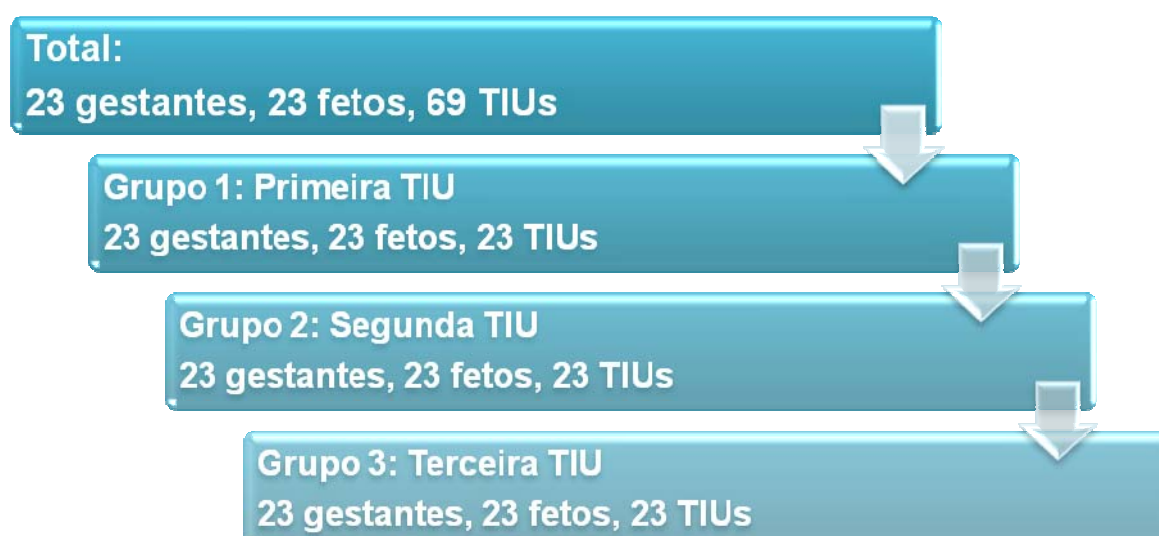 Total:
23 gestantes, 23 fetos, 69 TIUs
Grupo 1: Primeira TIU
23 gestantes, 23 fetos, 23 TIUs
Grupo 2: Segunda TIU
23 gestantes, 23 fetos, 23 TIUs
Grupo 3: Terceira TIU
23 gestantes, 23 fetos, 23 TIUs